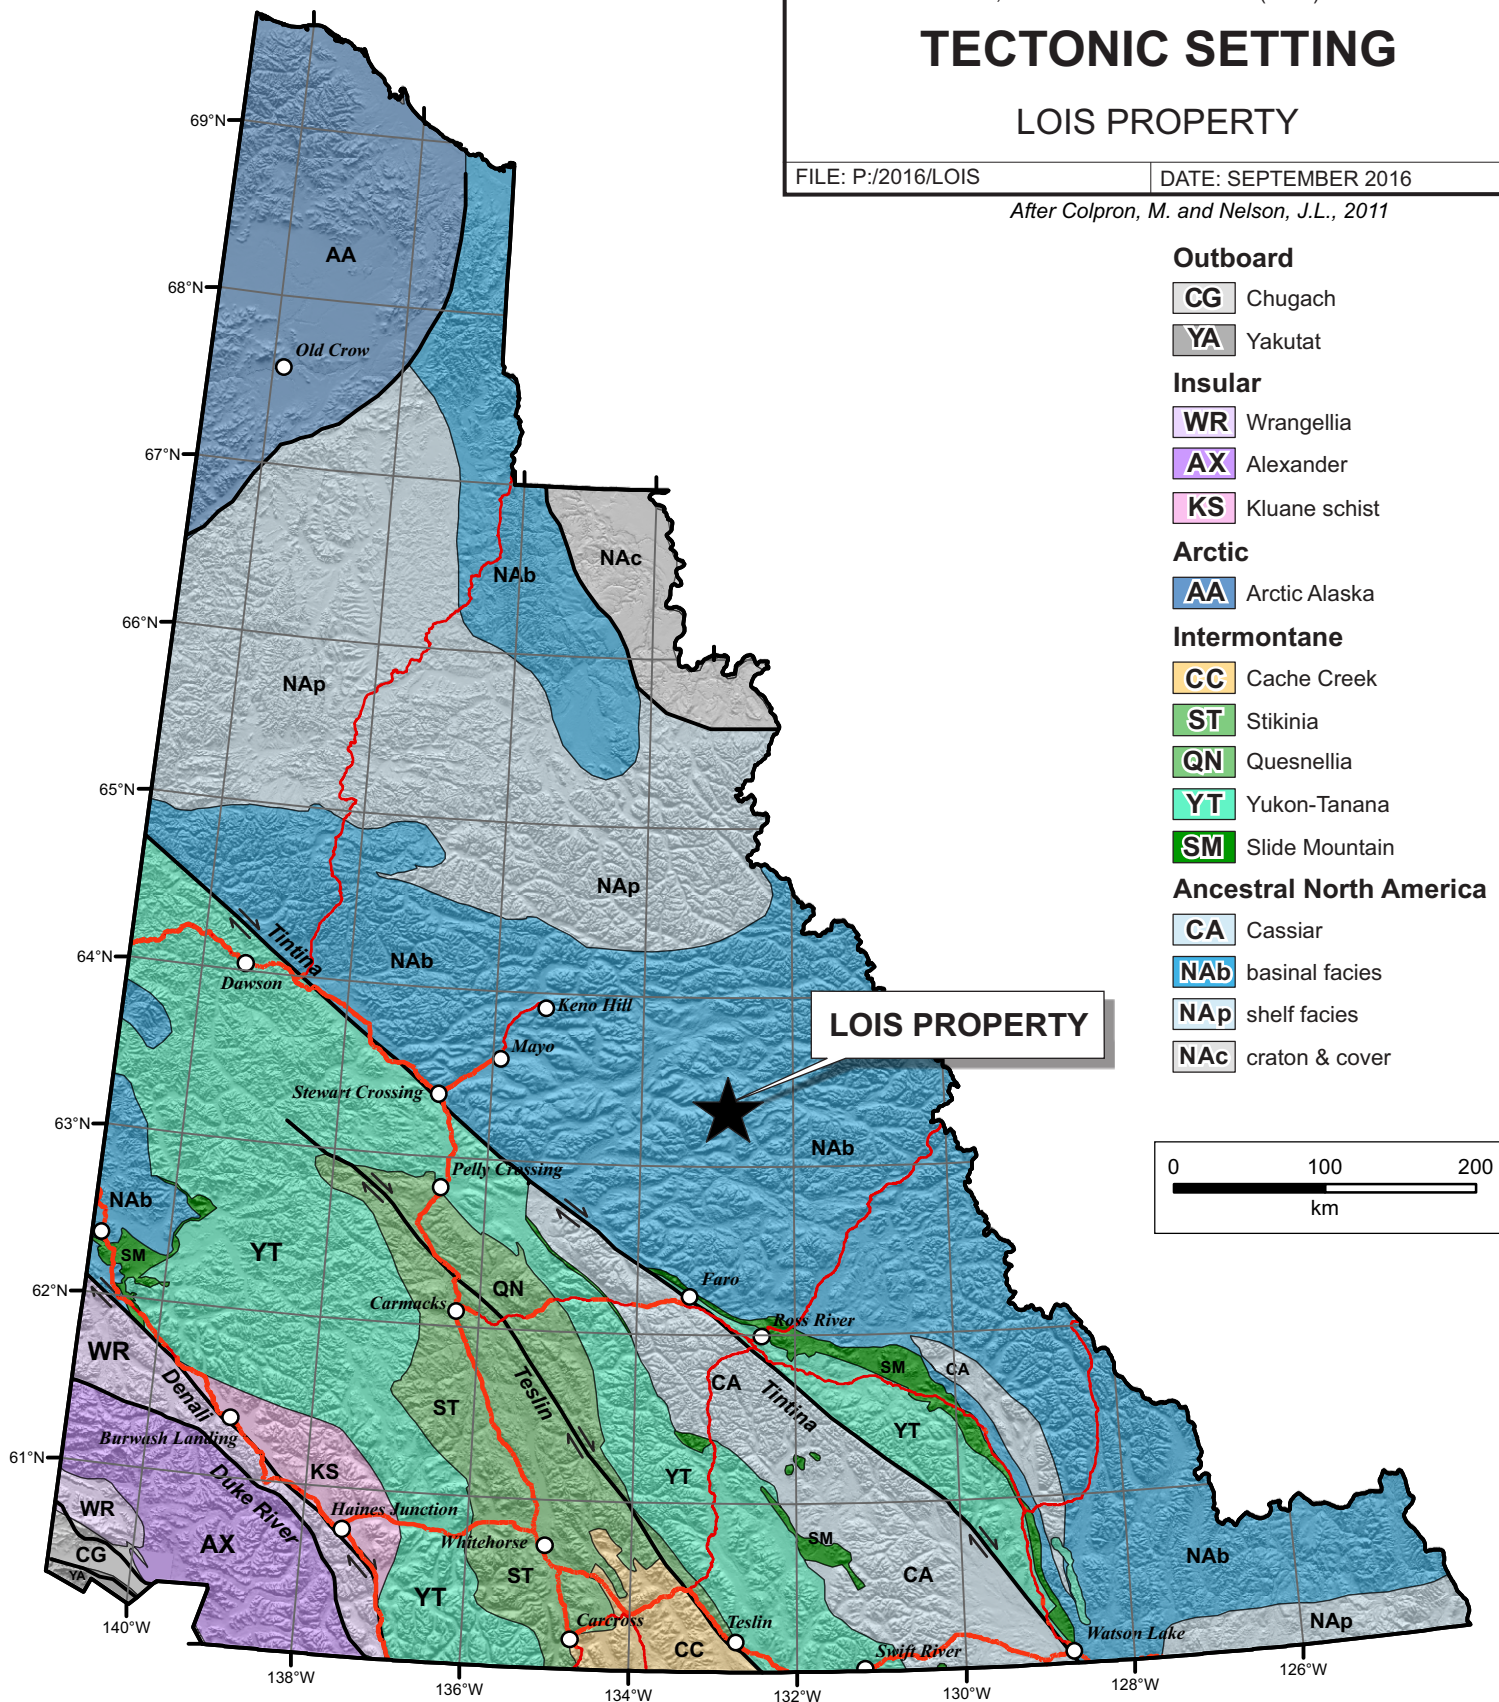 TECTONIC SETTING
LOIS PROPERTY
FILE: P:/2016/LOIS
DATE: SEPTEMBER 2016
After Colpron, M. and Nelson, J.L., 2011
Outboard
CG Chugach
YA Yakutat
Insular
WR Wrangellia
AX Alexander
KS Kluane schist
Arctic
AA Arctic Alaska
Intermontane
CC Cache Creek
ST Stikinia
QN Quesnellia
YT Yukon-Tanana
SM Slide Mountain
Ancestral North America
CA Cassiar
NAb basinal facies
NAp shelf facies
NAc craton & cover
0 100 200
km
69°N
AA
68°N
Old Crow
67°N
NAc
NAb
66°N
NAp
65°N
NAp
Tintina
64°N
NAb
Dawson
Keno Hill
LOIS PROPERTY
Mayo
Stewart Crossing
63°N
NAb
Pelly Crossing
NAb
YT
SM
62°N
QN
Faro
Carmacks
Ross River
WR
SM
CA
CA
Denali
Teslin
Tintina
ST
YT
Burwash Landing
61°N
KS
YT
Duke River
WR
Haines Junction
AX
Whitehorse
SM
CG
YA
ST
CA
NAb
YT
140°W
Carcross
Teslin
NAp
CC
Swift River
Watson Lake
138°W
136°W
134°W
132°W
130°W
128°W
126°W